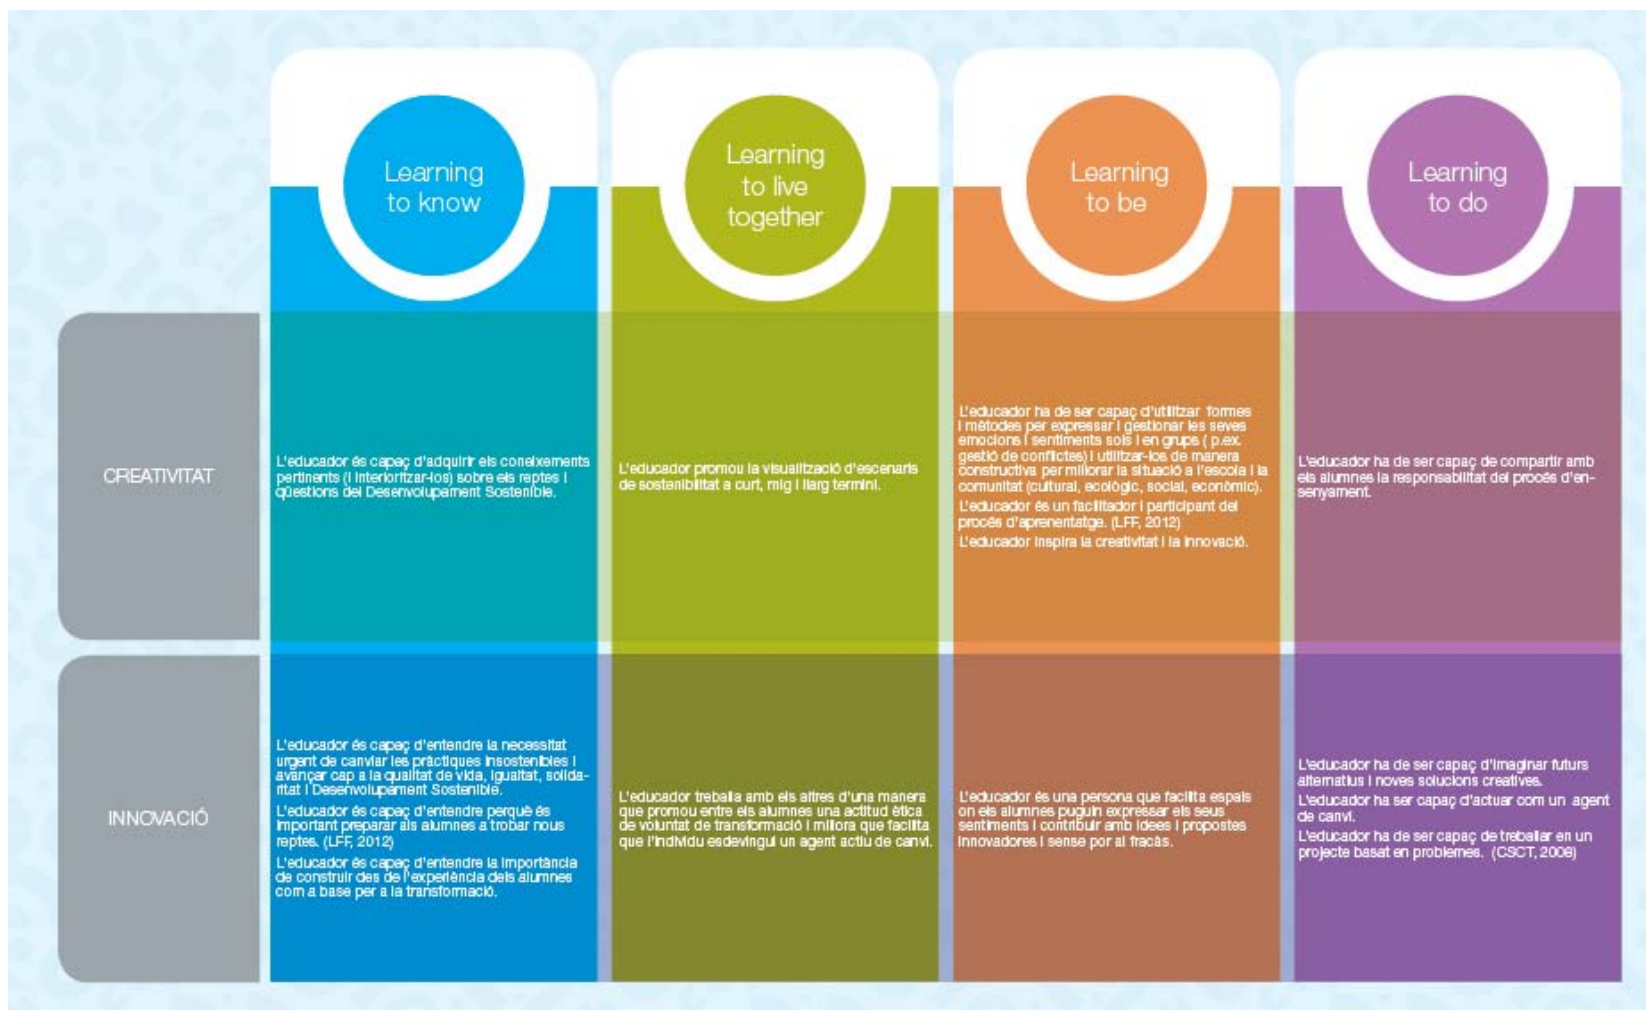 Learning
to know
Learning
to live
together
Learning
to be
Learning
to do
CREATIVITAT
L'educador és capaç d'adquirir els coneixements
pertinents (i interioritzar-los) sobre els reptes i
qüestions del Desenvolupament Sostenible.
L'educador promou la visualització d'escenaris
de sostenibilitat a curt, mig i llarg termini.
L'educador ha de ser capaç d'utilitzar formes
i mètodes per expressar i gestionar les seves
emocions i sentiments sols i en grups ( p.ex.
gestió de conflictes) i utilitzar-los de manera
constructiva per millorar la situació a l'escola i la
comunitat (cultural, ecològic, social, econòmic).
L'educador és un facilitador i participant del
procés d'aprenentatge. (LFF, 2012)
L'educador inspira la creativitat i la innovació.
L'educador ha de ser capaç de compartir amb
els alumnes la responsabilitat del procés d'en-
senyament.
INNOVACIÓ
L'educador és capaç d'entendre la necessitat
urgent de canviar les pràctiques insostenibles i
avançar cap a la qualitat de vida, igualtat, solida-
ritat i Desenvolupament Sostenible.
L'educador és capaç d'entendre perquè és
important preparar als alumnes a trobar nous
reptes. (LFF, 2012)
L'educador és capaç d'entendre la importància
de construir des de l'experiència dels alumnes
com a base per a la transformació.
L'educador treballa amb els altres d'una manera
que promou entre els alumnes una actitud ètica
de voluntat de transformació i millora que facilita
que l'individu esdevingui un agent actiu de canvi.
L'educador és una persona que facilita espais
on els alumnes puguin expressar els seus
sentiments i contribuir amb idees i propostes
innovadores i sense por al fracàs.
L'educador ha de ser capaç d'imaginar futurs
alternatius i noves solucions creatives.
L'educador ha ser capaç d'actuar com un agent
de canvi.
L'educador ha de ser capaç de treballar en un
projecte basat en problemes. (CSCT, 2008)